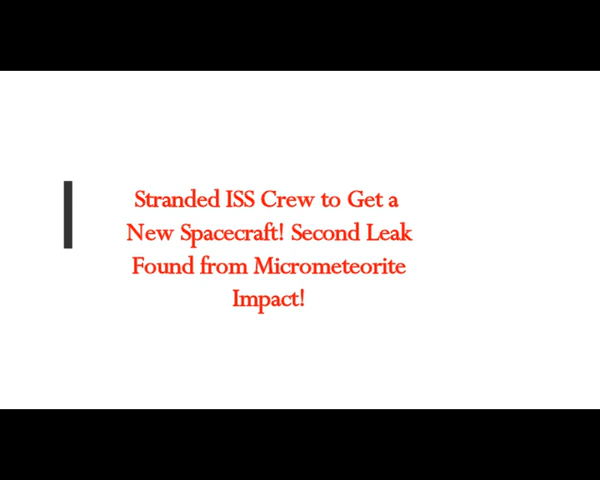 Stranded ISS Crew to Get a
New Spacecraft! Second Leak
Found from Micrometeorite
Impact!